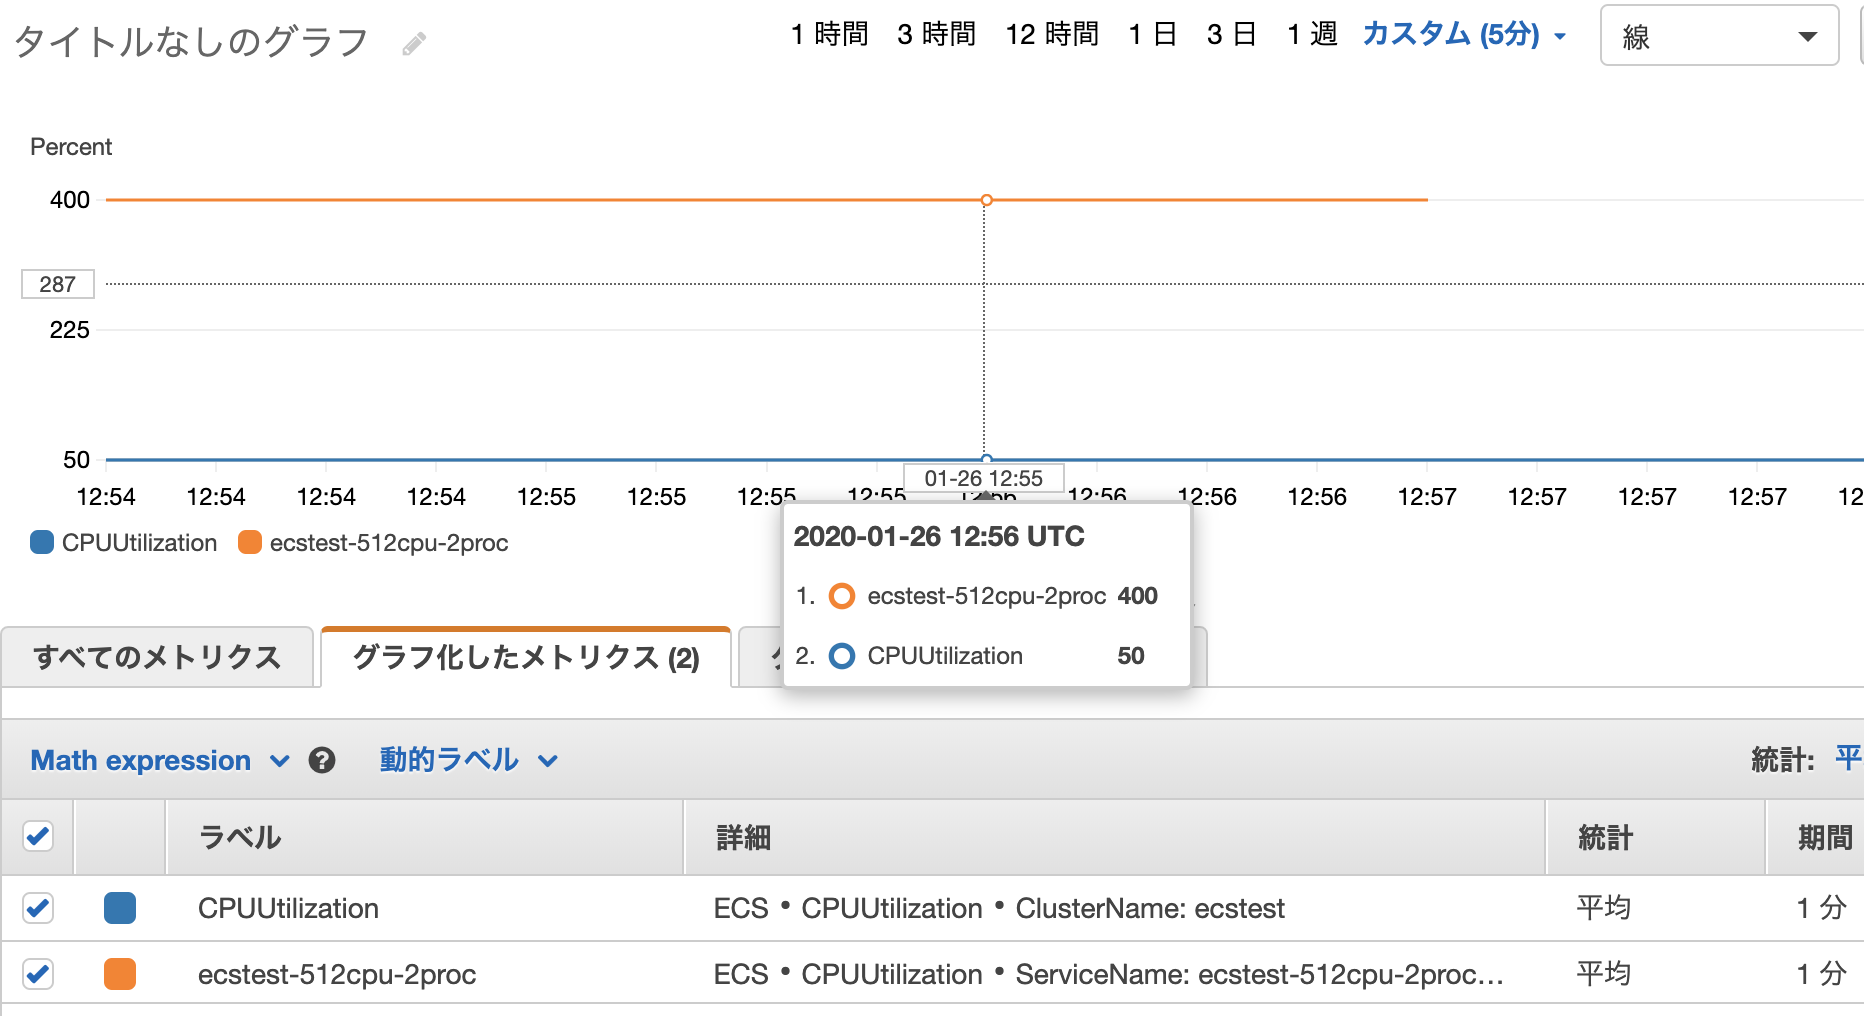 タイトルなしのグラフ
1 時間 3 時間 12 時間 1 日 3 日 1 週 カスタム (5分) 線
Percent
400
287
225
50
12:54 12:54 12:54 12:54 12:55 12:55 12:55 12:55 12:56 12:56 12:56 12:56 12:57 12:57 12:57 12:57 12
01-26 12:55
CPUUtilization ecstest-512cpu-2proc
2020-01-26 12:56 UTC
1. ecstest-512cpu-2proc 400
2. CPUUtilization 50
すべてのメトリクス グラフ化したメトリクス (2)
Math expression ? 動的ラベル 統計: 平
ラベル 詳細 統計 期間
CPUUtilization ECS • CPUUtilization • ClusterName: ecstest 平均 1 分
ecstest-512cpu-2proc ECS • CPUUtilization • ServiceName: ecstest-512cpu-2proc... 平均 1 分